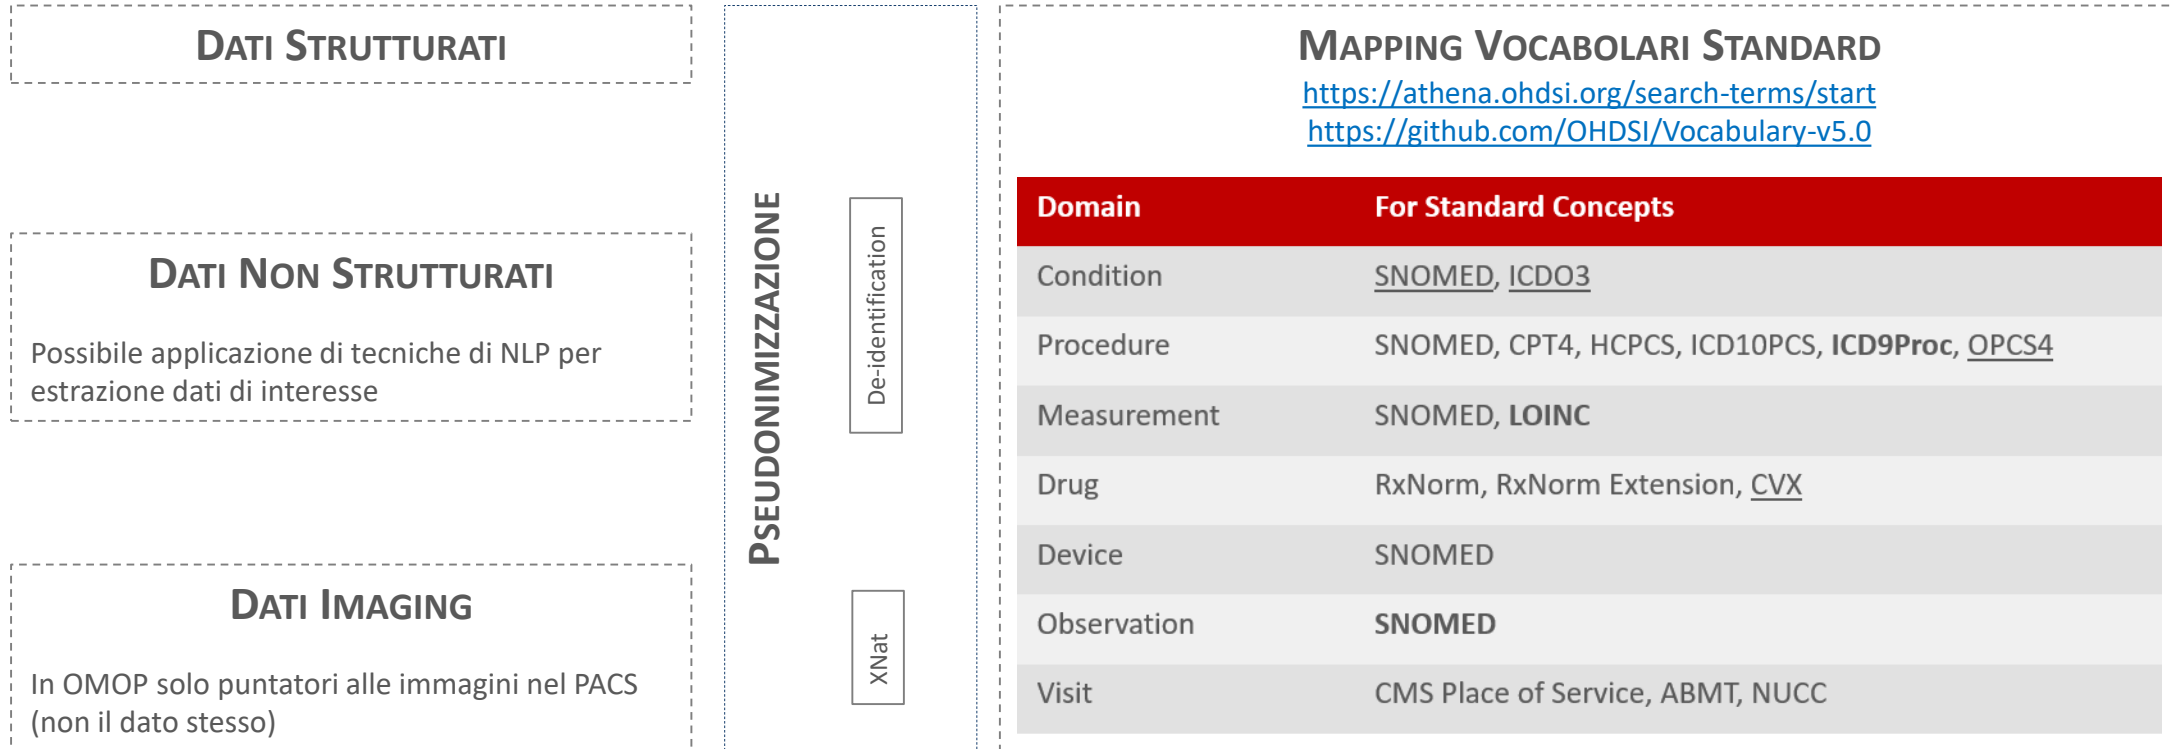 DATI STRUTTURATI
DATI NON STRUTTURATI
Possibile applicazione di tecniche di NLP per
estrazione dati di interesse
DATI IMAGING
In OMOP solo puntatori alle immagini nel PACS
(non il dato stesso)
PSEUDONIMIZZAZIONE
De-identification
XNat
MAPPING VOCABOLARI STANDARD
https://athena.ohdsi.org/search-terms/start
https://github.com/OHDSI/Vocabulary-v5.0
Domain For Standard Concepts
Condition SNOMED, ICDO3
Procedure SNOMED, CPT4, HCPCS, ICD10PCS, ICD9Proc, OPCS4
Measurement SNOMED, LOINC
Drug RxNorm, RxNorm Extension, CVX
Device SNOMED
Observation SNOMED
Visit CMS Place of Service, ABMT, NUCC